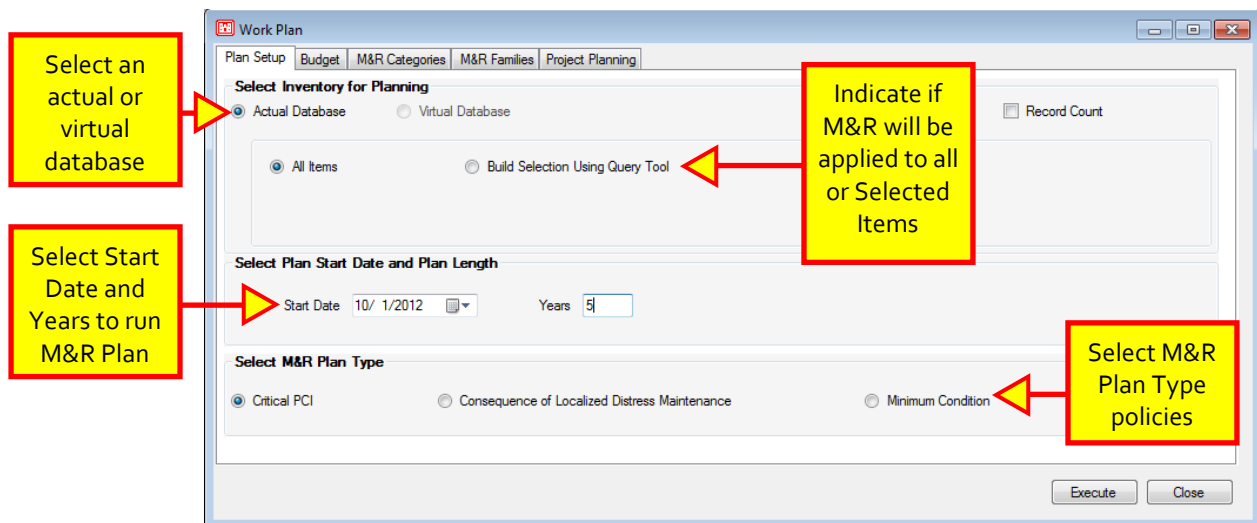 Work Plan
Plan Setup Budget M&R Categories M&R Families Project Planning
Select an
actual or
virtual
database
Select Inventory for Planning
Actual Database Virtual Database Record Count
Indicate if
M&R will be
applied to all
or Selected
Items
All Items Build Selection Using Query Tool
Select Start
Date and
Years to run
M&R Plan
Select Plan Start Date and Plan Length
Start Date 10/ 1/2012 Years 5
Select M&R Plan Type
Critical PCI Consequence of Localized Distress Maintenance Minimum Condition
Select M&R
Plan Type
policies
Execute Close